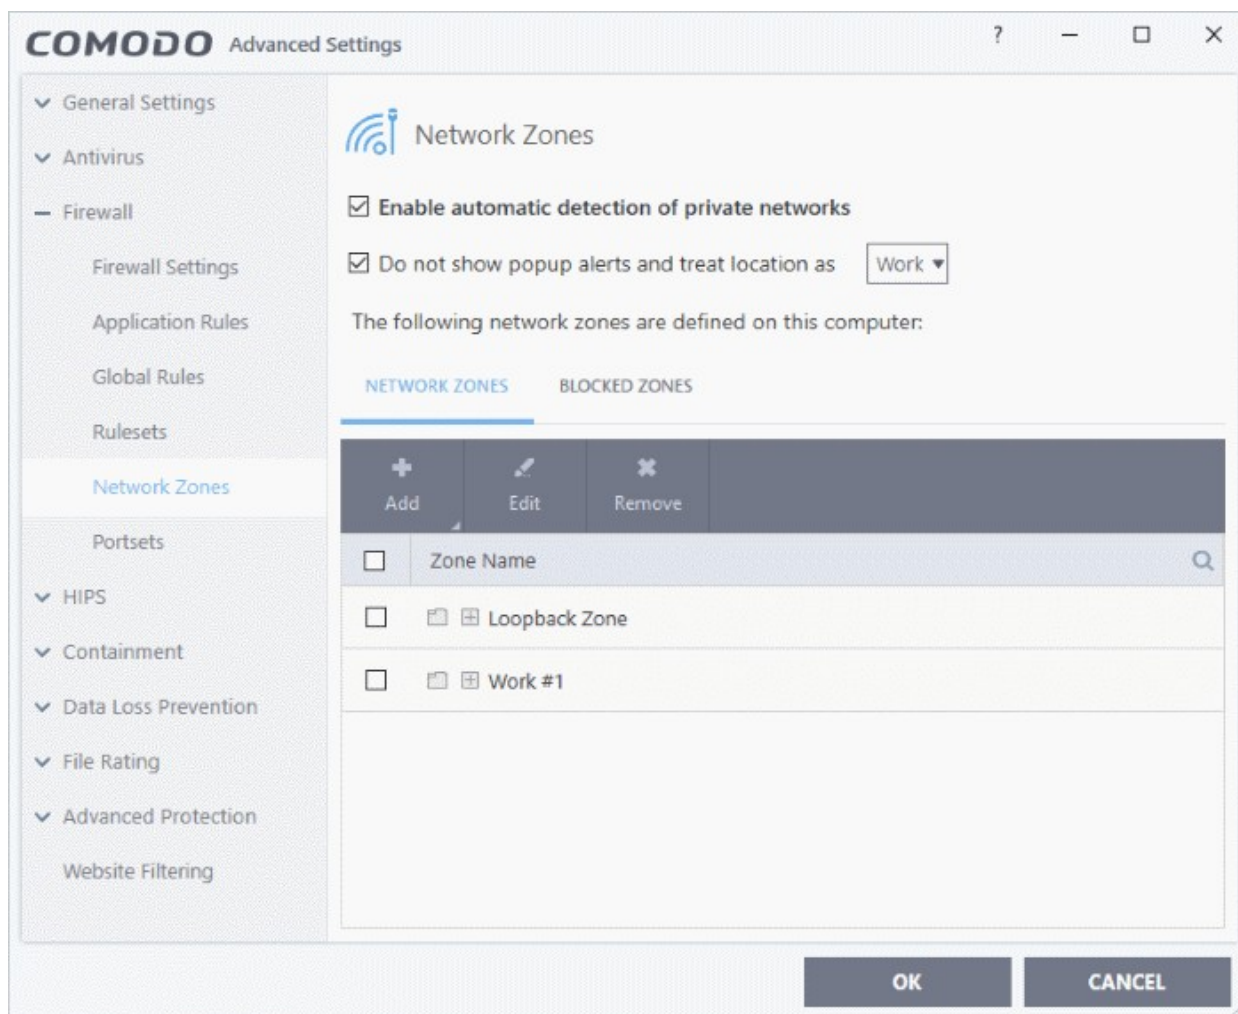 COMODO Advanced Settings ?
General Settings
Antivirus
Firewall
Firewall Settings
Application Rules
Global Rules
Rulesets
Network Zones
Portsets
HIPS
Containment
Data Loss Prevention
File Rating
Advanced Protection
Website Filtering
Network Zones
Enable automatic detection of private networks
Do not show popup alerts and treat location as Work
The following network zones are defined on this computer:
NETWORK ZONES BLOCKED ZONES
Add Edit Remove
Zone Name
Loopback Zone
Work #1
OK CANCEL